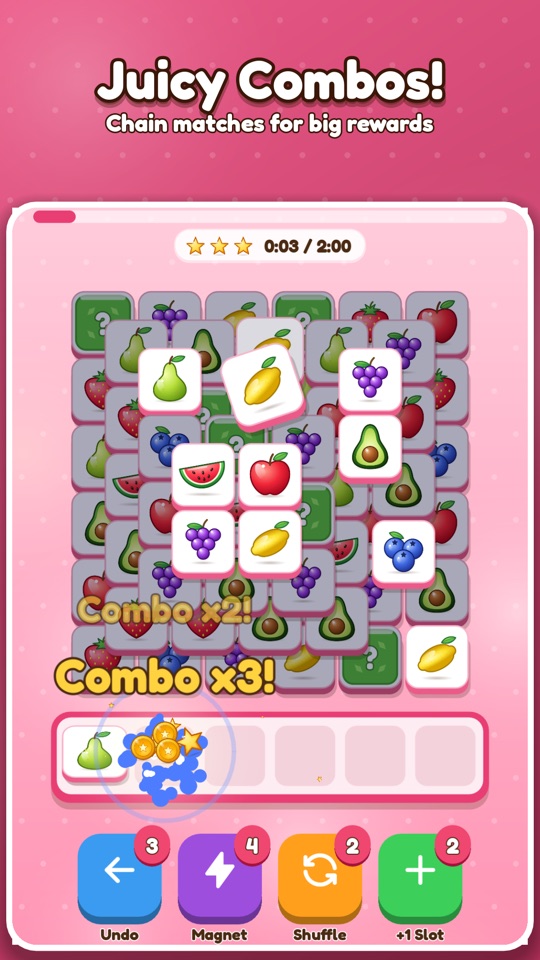 Juicy Combos!
Chain matches for big rewards
0:03 / 2:00
?
?
?
?
?
Combo x2!
Combo x3!
?
3
4
2
2
Undo
Magnet
Shuffle
+1 Slot